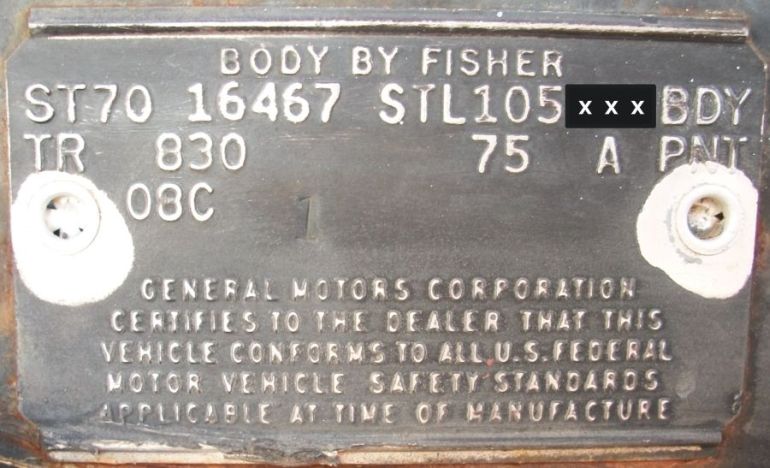 BODY BY FISHER
ST70 16467 STL105 x x x BDY
TR 830 75 A PNT
08C 1
GENERAL MOTORS CORPORATION
CERTIFIES TO THE DEALER THAT THIS
VEHICLE CONFORMS TO ALL U.S. FEDERAL
MOTOR VEHICLE SAFETY STANDARDS
APPLICABLE AT TIME OF MANUFACTURE